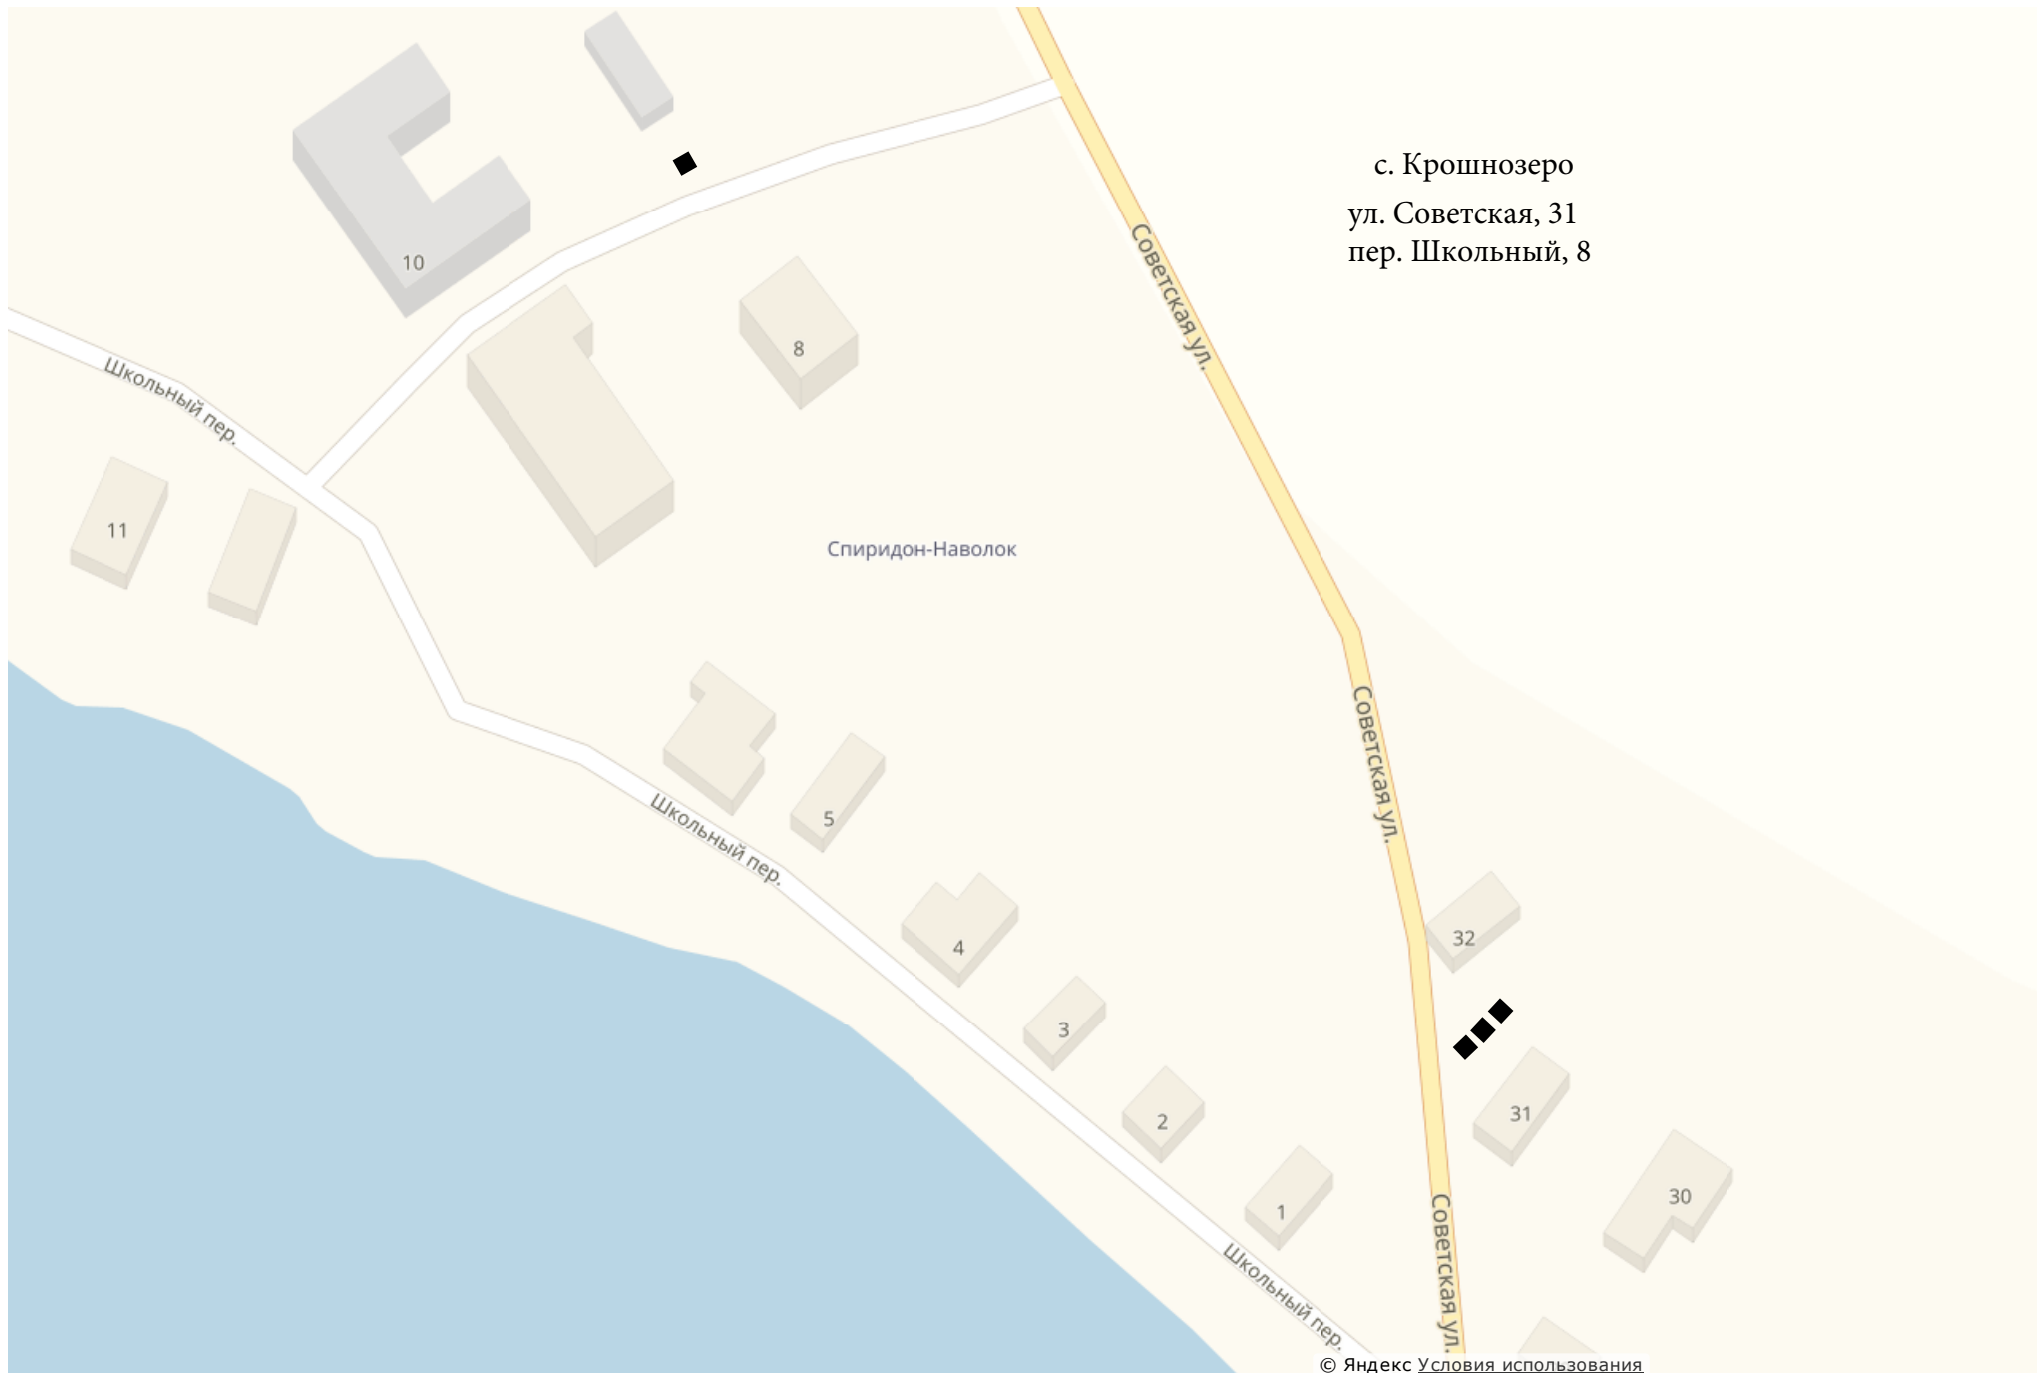 с. Крошнозеро
ул. Советская, 31
пер. Школьный, 8
10
Советская ул.
8
Школьный пер.
11
Спиридон-Наволок
Советская ул.
5
Школьный пер.
4
32
3
2
31
1
30
Советская ул.
Школьный пер.
© Яндекс Условия использования